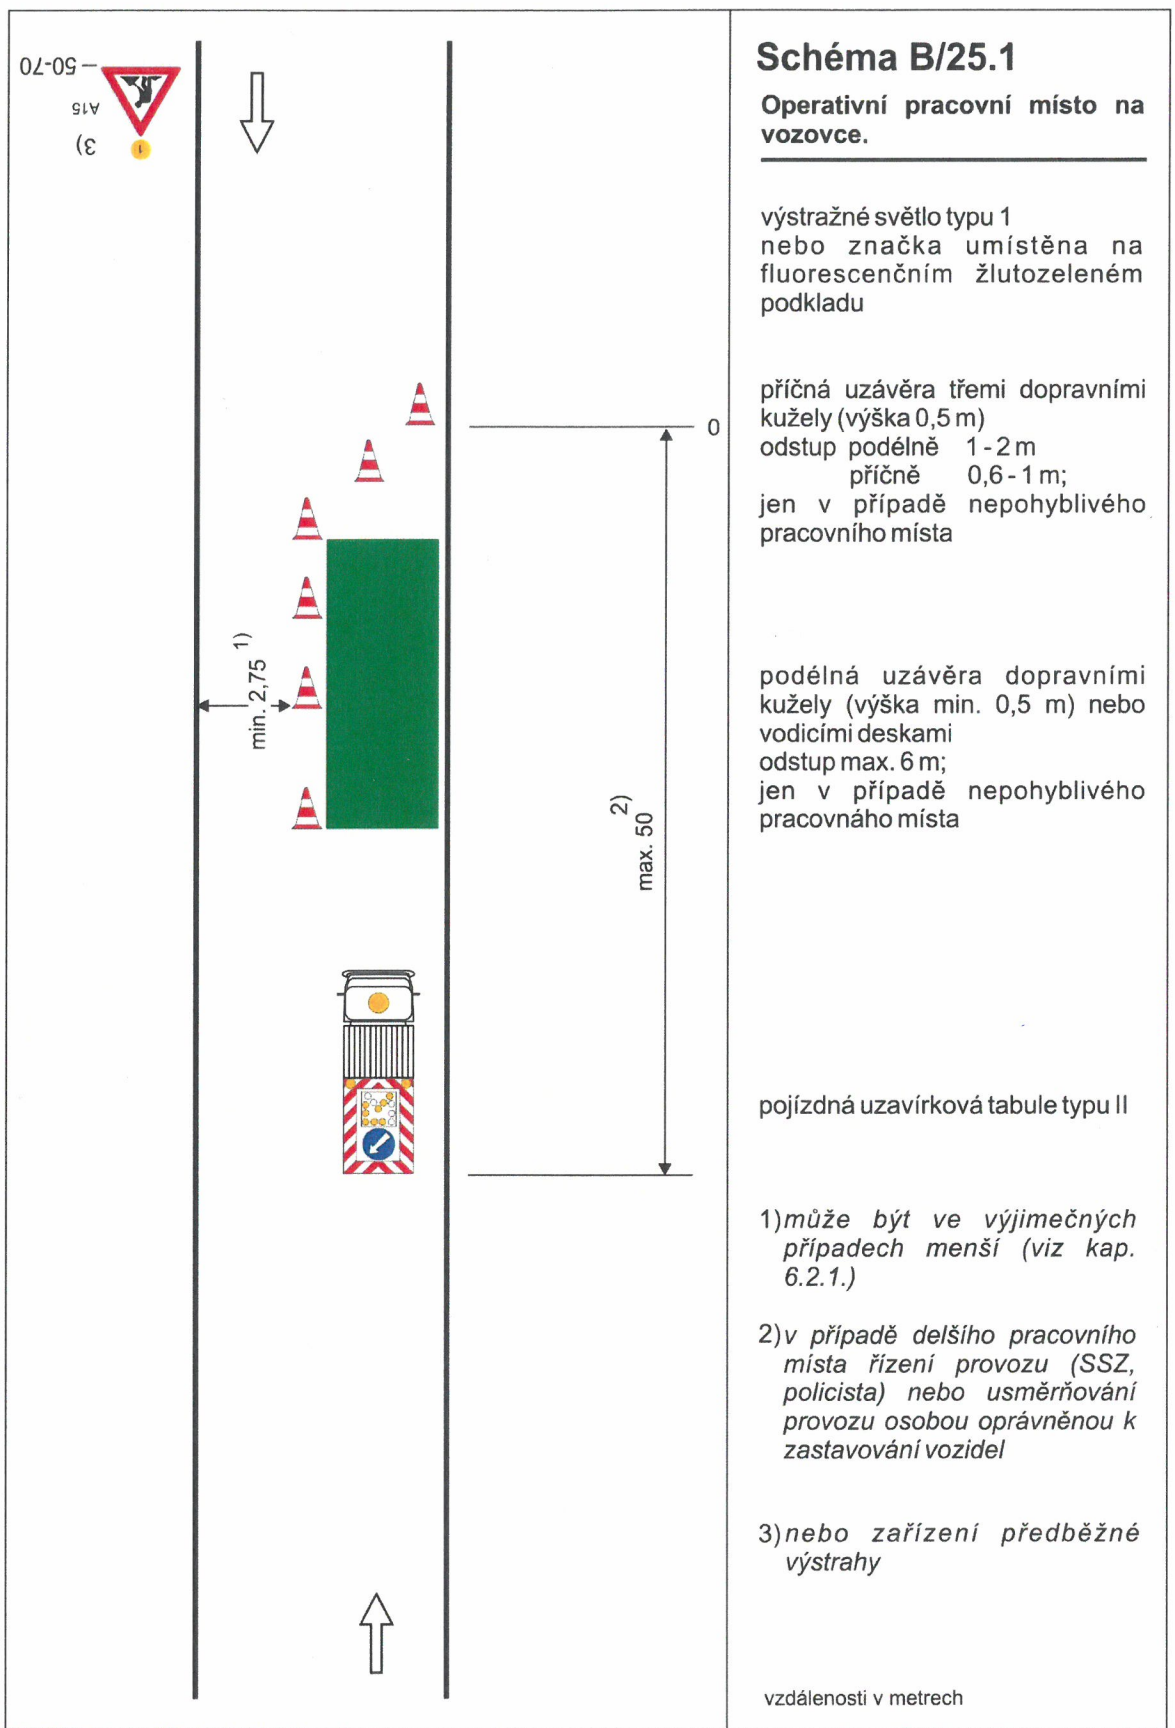 50-70
A15
3)
1
0
min. 2,75 1)
max. 50 2)
Schéma B/25.1
Operativní pracovní místo na
vozovce.
výstražné světlo typu 1
nebo značka umístěna na
fluorescenčním žlutozeleném
podkladu
příčná uzávěra třemi dopravními
kužely (výška 0,5 m)
odstup podélně 1-2 m
příčně 0,6-1 m;
jen v případě nepohyblivého
pracovního místa
podélná uzávěra dopravními
kužely (výška min. 0,5 m) nebo
vodicími deskami
odstup max. 6 m;
jen v případě nepohyblivého
pracovnáho místa
pojízdná uzavírková tabule typu II
1) může být ve výjimečných
případech menší (viz kap.
6.2.1.)
2) v případě delšího pracovního
místa řízení provozu (SSZ,
policista) nebo usměrňování
provozu osobou oprávněnou k
zastavování vozidel
3) nebo zařízení předběžné
výstrahy
vzdálenosti v metrech